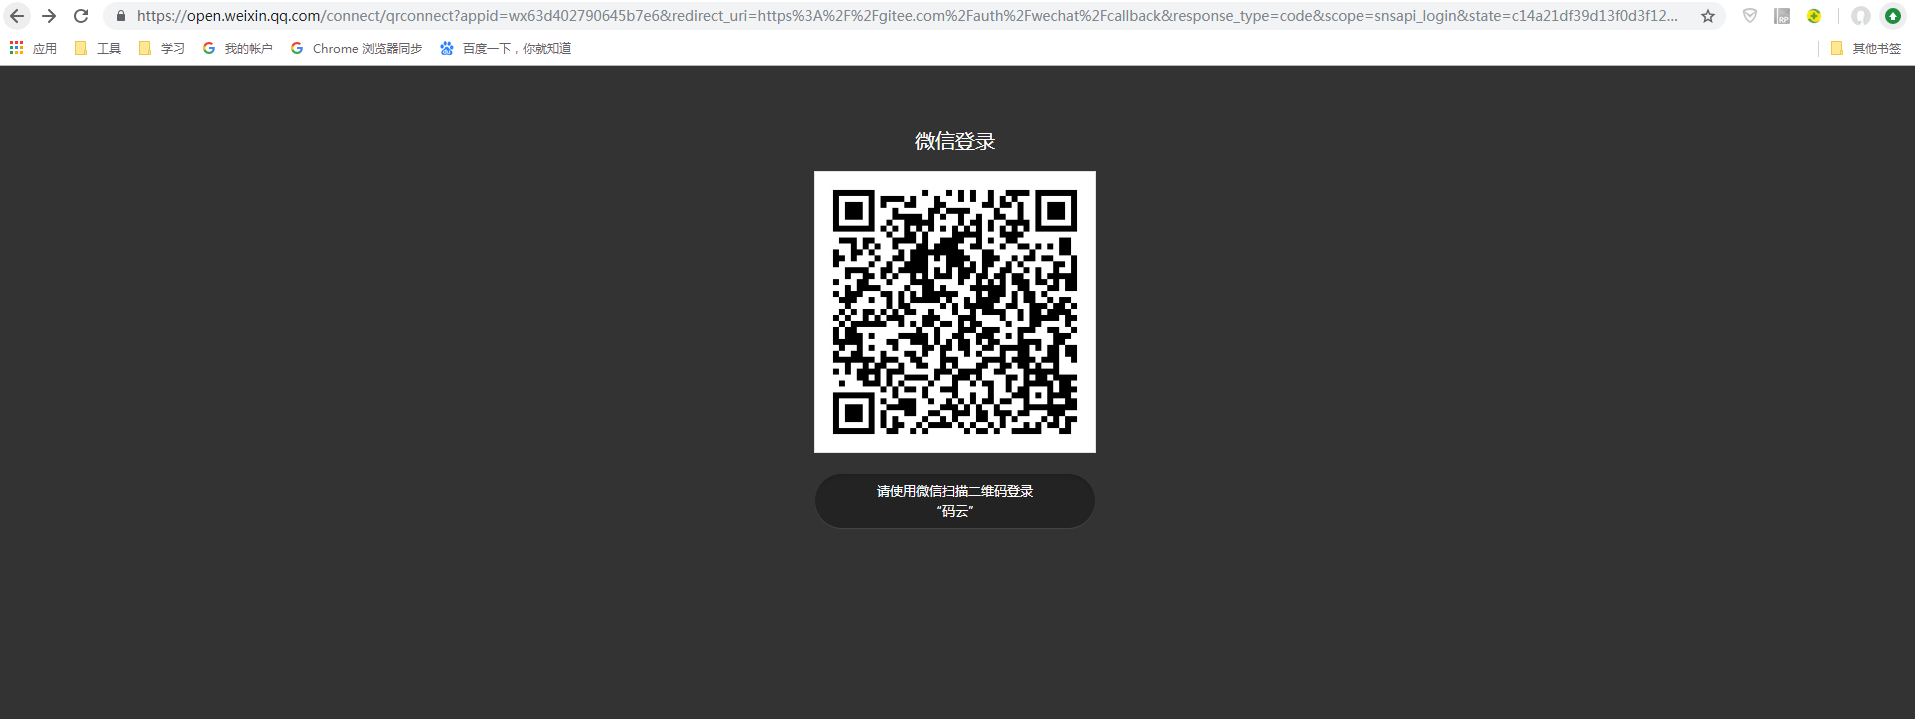 https://open.weixin.qq.com/connect/qrconnect?appid=wx63d402790645b7e6&redirect_uri=https%3A%2F%2Fgitee.com%2Fauth%2Fwechat%2Fcallback&response_type=code&scope=snsapi_login&state=c14a21df39d13f0d3f12...
RP
应用 工具 学习 我的帐户 Chrome 浏览器同步 百度一下，你就知道 其他书签
微信登录
请使用微信扫描二维码登录
“码云”